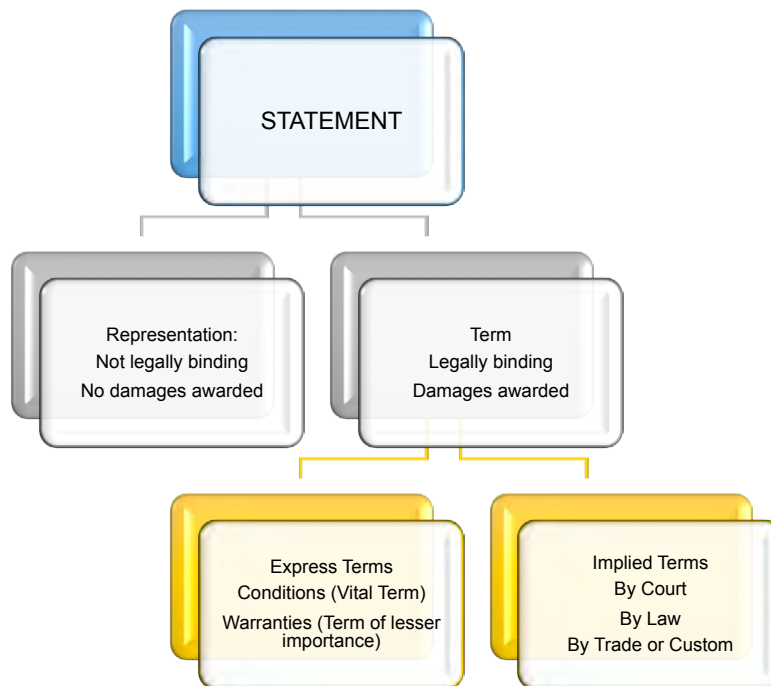 STATEMENT
Representation:
Not legally binding
No damages awarded
Term
Legally binding
Damages awarded
Express Terms
Conditions (Vital Term)
Warranties (Term of lesser
importance)
Implied Terms
By Court
By Law
By Trade or Custom